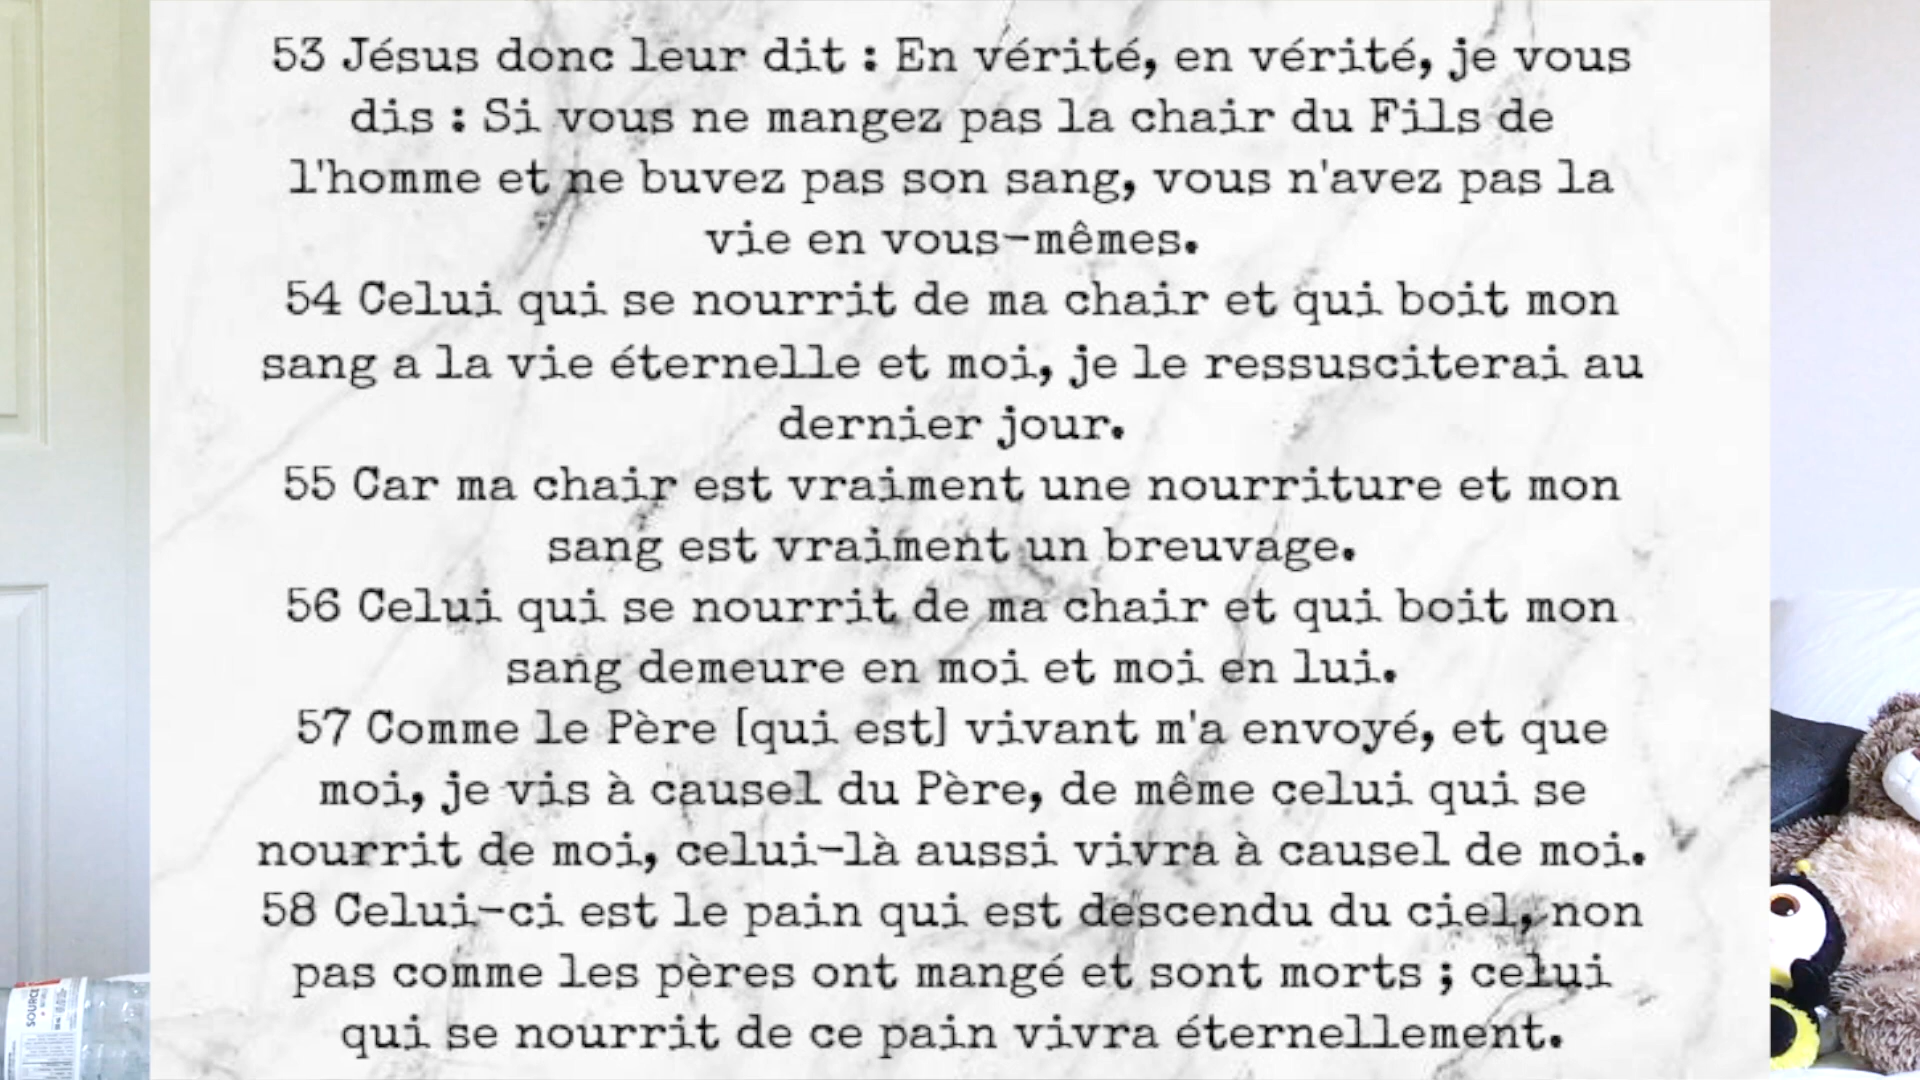 53 Jésus donc leur dit : En vérité, en vérité, je vous
dis : Si vous ne mangez pas la chair du Fils de
l'homme et ne buvez pas son sang, vous n'avez pas la
vie en vous-mêmes.
54 Celui qui se nourrit de ma chair et qui boit mon
sang a la vie éternelle et moi, je le ressusciterai au
dernier jour.
55 Car ma chair est vraiment une nourriture et mon
sang est vraiment un breuvage.
56 Celui qui se nourrit de ma chair et qui boit mon
sang demeure en moi et moi en lui.
57 Comme le Père [qui est] vivant m'a envoyé, et que
moi, je vis à causel du Père, de même celui qui se
nourrit de moi, celui-là aussi vivra à causel de moi.
58 Celui-ci est le pain qui est descendu du ciel, non
pas comme les pères ont mangé et sont morts ; celui
qui se nourrit de ce pain vivra éternellement.
SOURCE